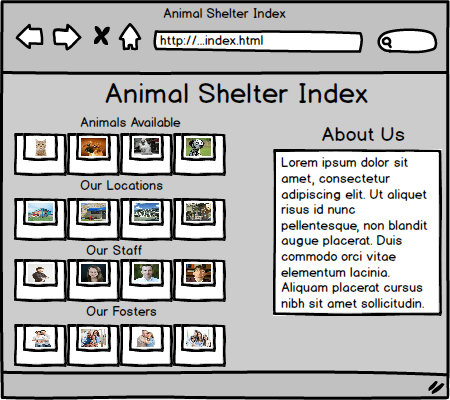 Animal Shelter Index
http://...index.html
Animal Shelter Index
Animals Available
Our Locations
Our Staff
Our Fosters
About Us
Lorem ipsum dolor sit
amet, consectetur
adipiscing elit. Ut aliquet
risus id nunc
pellentesque, non blandit
augue placerat. Duis
commodo orci vitae
elementum lacinia.
Aliquam placerat cursus
nibh sit amet sollicitudin.